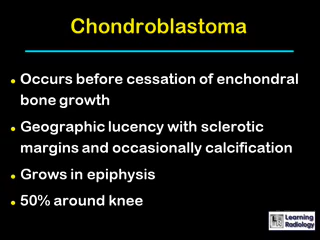 Chondroblastoma
Occurs before cessation of enchondral
bone growth
Geographic lucency with sclerotic
margins and occasionally calcification
Grows in epiphysis
50% around knee
Learning
Radiology